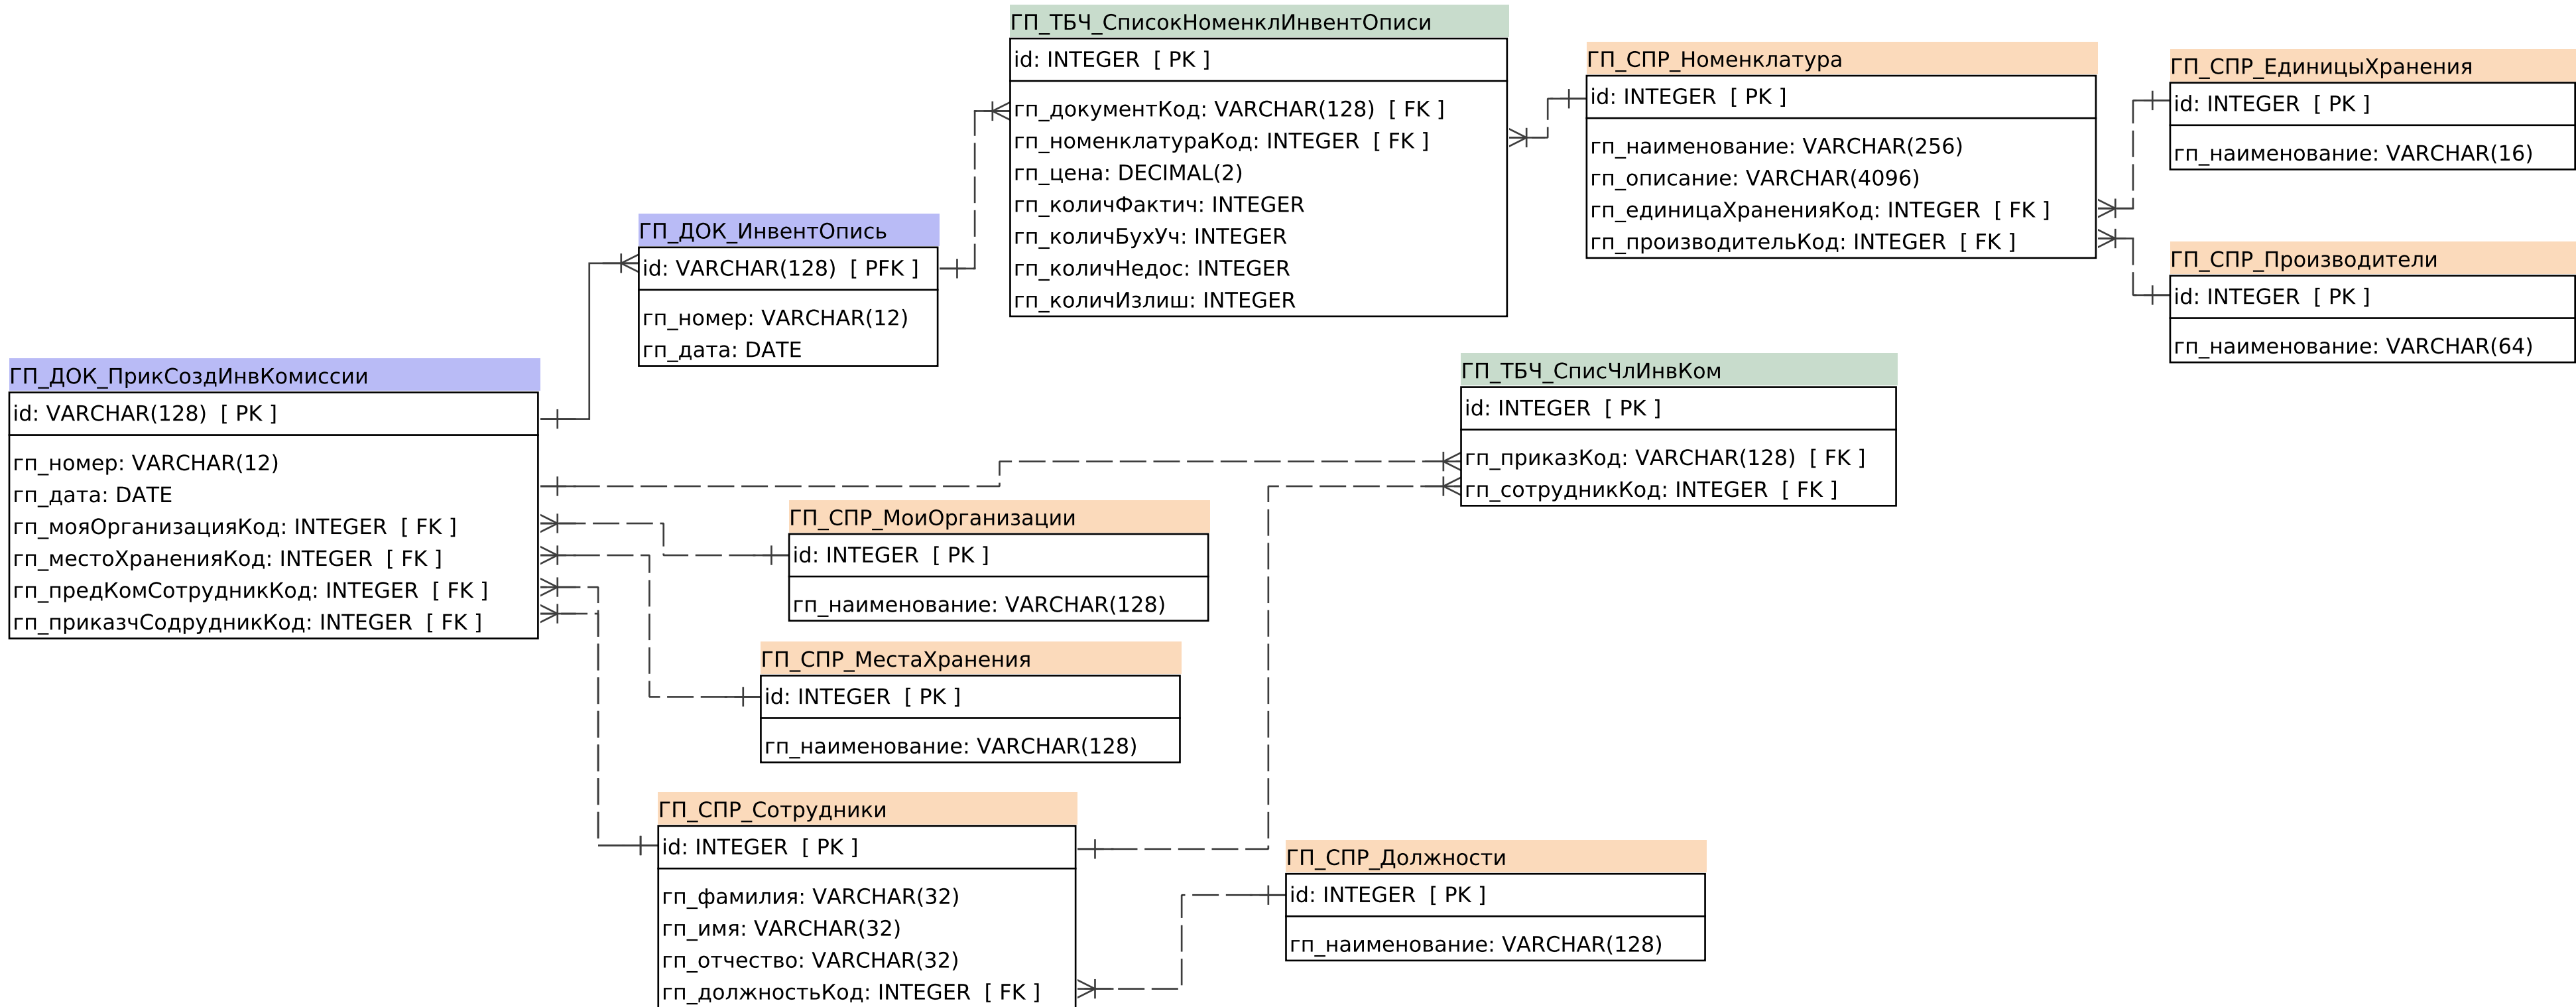 ГП_ТБЧ_СписокНоменклИнвентОписи
id: INTEGER [ PK ]
гп_документКод: VARCHAR(128) [ FK ]
гп_номенклатураКод: INTEGER [ FK ]
гп_цена: DECIMAL(2)
гп_количФактич: INTEGER
гп_количБухУч: INTEGER
гп_количНедос: INTEGER
гп_количИзлиш: INTEGER
ГП_СПР_Номенклатура
id: INTEGER [ PK ]
гп_наименование: VARCHAR(256)
гп_описание: VARCHAR(4096)
гп_единицаХраненияКод: INTEGER [ FK ]
гп_производительКод: INTEGER [ FK ]
ГП_СПР_ЕдиницыХранения
id: INTEGER [ PK ]
гп_наименование: VARCHAR(16)
ГП_СПР_Производители
id: INTEGER [ PK ]
гп_наименование: VARCHAR(64)
ГП_ДОК_ИнвентОпись
id: VARCHAR(128) [ PFK ]
гп_номер: VARCHAR(12)
гп_дата: DATE
ГП_ДОК_ПрикСоздИнвКомиссии
id: VARCHAR(128) [ PK ]
гп_номер: VARCHAR(12)
гп_дата: DATE
гп_мояОрганизацияКод: INTEGER [ FK ]
гп_местоХраненияКод: INTEGER [ FK ]
гп_предКомСотрудникКод: INTEGER [ FK ]
гп_приказчСодрудникКод: INTEGER [ FK ]
ГП_ТБЧ_СписЧлИнвКом
id: INTEGER [ PK ]
гп_приказКод: VARCHAR(128) [ FK ]
гп_сотрудникКод: INTEGER [ FK ]
ГП_СПР_МоиОрганизации
id: INTEGER [ PK ]
гп_наименование: VARCHAR(128)
ГП_СПР_МестаХранения
id: INTEGER [ PK ]
гп_наименование: VARCHAR(128)
ГП_СПР_Сотрудники
id: INTEGER [ PK ]
гп_фамилия: VARCHAR(32)
гп_имя: VARCHAR(32)
гп_отчество: VARCHAR(32)
гп_должностьКод: INTEGER [ FK ]
ГП_СПР_Должности
id: INTEGER [ PK ]
гп_наименование: VARCHAR(128)